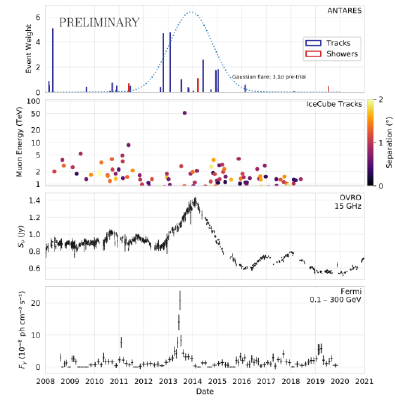 PRELIMINARY
ANTARES
Event Weight
6
4
2
0
Tracks
Showers
Gaussian flare: 3.1σ pre-trial
IceCube Tracks
Muon Energy (TeV)
100
50
20
10
5
2
1
Separation (°)
2
1
0
OVRO
15 GHz
Sν (Jy)
1.4
1.2
1.0
0.8
0.6
Fermi
0.1 – 300 GeV
Fγ (10⁻⁸ ph cm⁻² s⁻¹)
20
10
0
2008 2009 2010 2011 2012 2013 2014 2015 2016 2017 2018 2019 2020 2021
Date